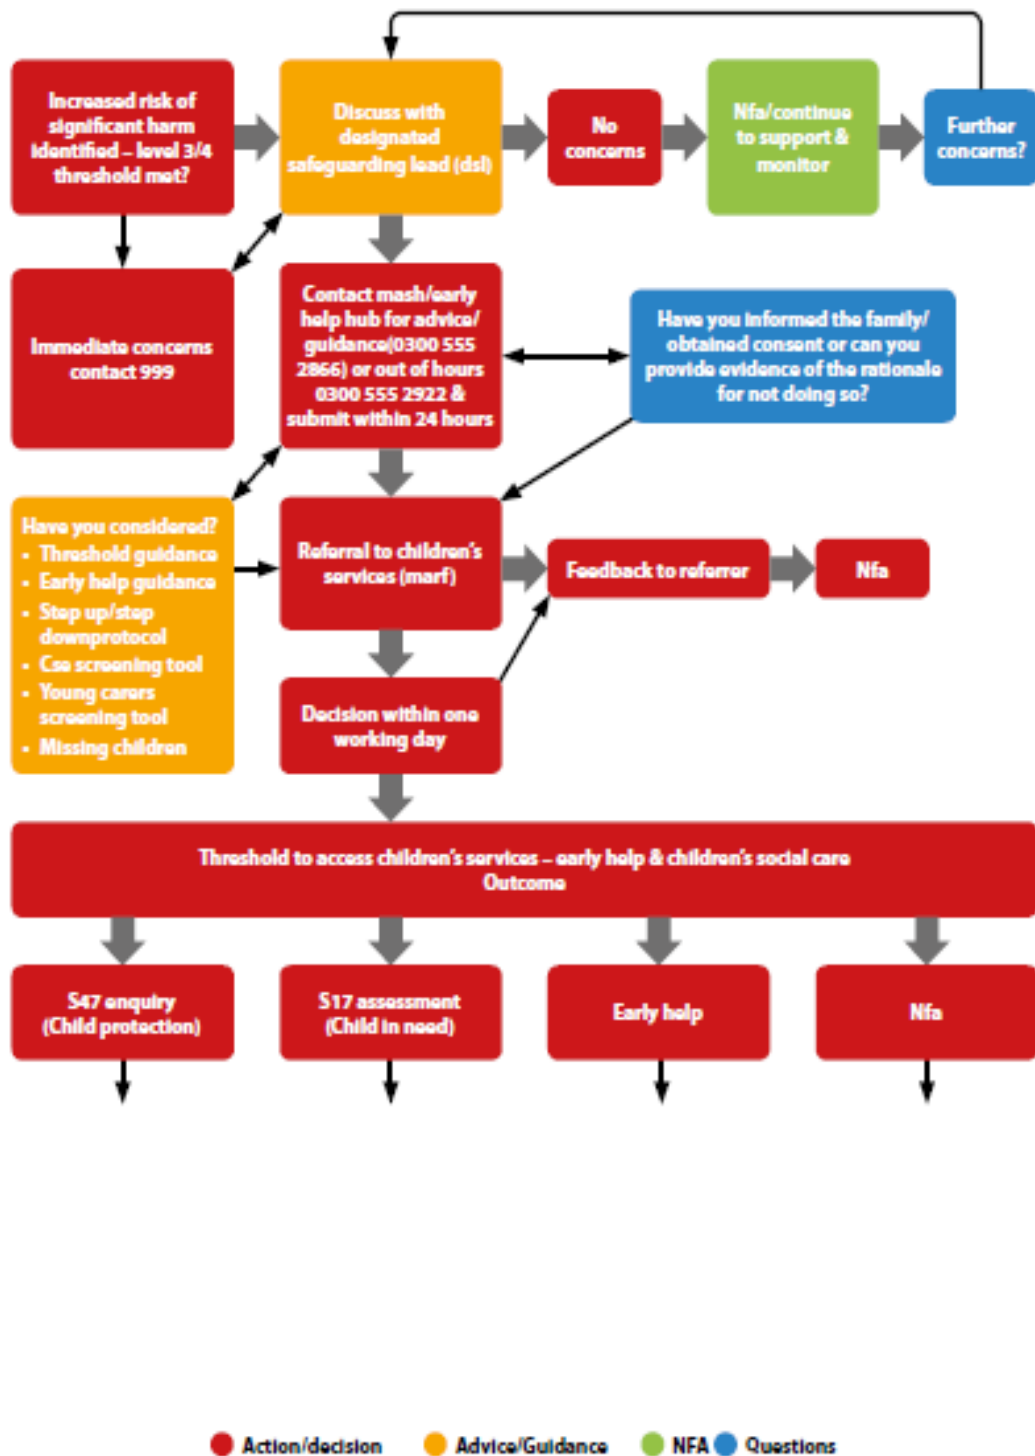 Increased risk of
significant harm
identified – level 3/4
threshold met?
Discuss with
designated
safeguarding lead (dsl)
No
concerns
Nfa/continue
to support &
monitor
Further
concerns?
Immediate concerns
contact 999
Contact mash/early
help hub for advice/
guidance(0300 555
2866) or out of hours
0300 555 2922 &
submit within 24 hours
Have you informed the family/
obtained consent or can you
provide evidence of the rationale
for not doing so?
Have you considered?
• Threshold guidance
• Early help guidance
• Step up/step
downprotocol
• Cse screening tool
• Young carers
screening tool
• Missing children
Referral to children's
services (marf)
Feedback to referrer
Nfa
Decision within one
working day
Threshold to access children's services – early help & children's social care
Outcome
S47 enquiry
(Child protection)
S17 assessment
(Child in need)
Early help
Nfa
Action/decision
Advice/Guidance
NFA
Questions